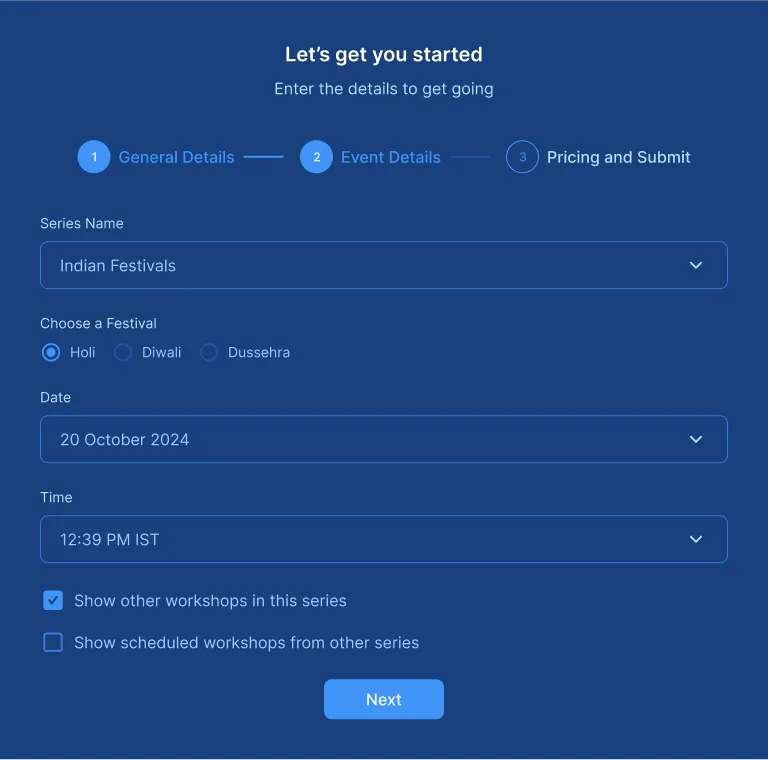 Let’s get you started
Enter the details to get going
1 General Details 2 Event Details 3 Pricing and Submit
Series Name
Indian Festivals
Choose a Festival
Holi Diwali Dussehra
Date
20 October 2024
Time
12:39 PM IST
Show other workshops in this series
Show scheduled workshops from other series
Next